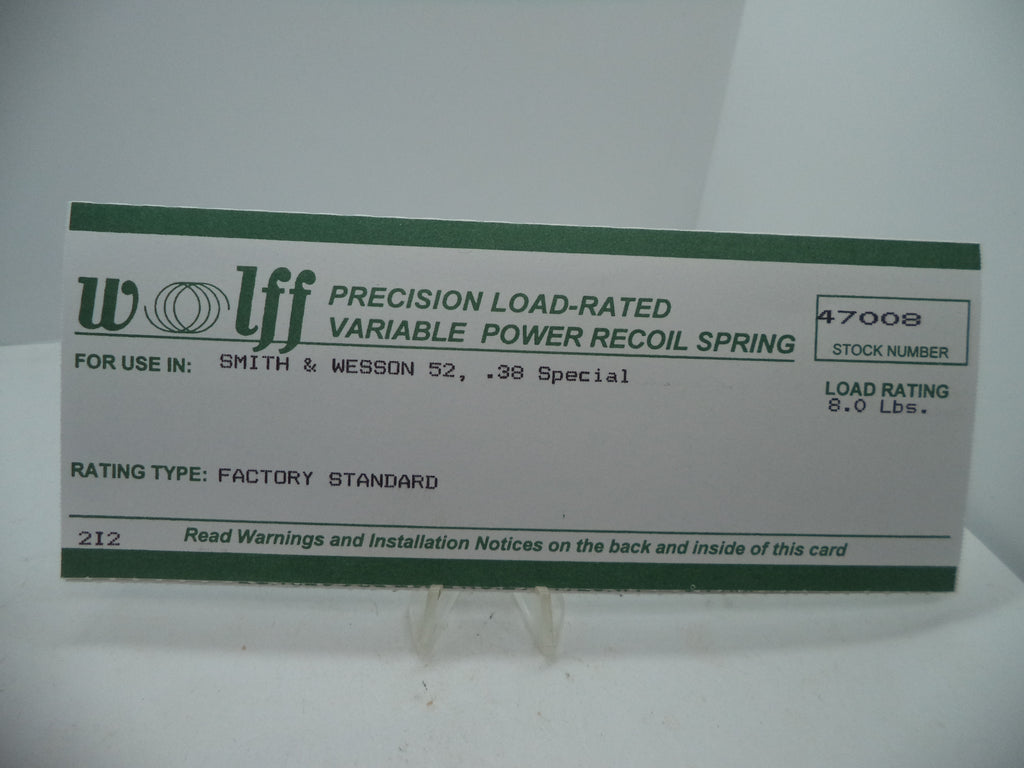 wolff
PRECISION LOAD-RATED
VARIABLE POWER RECOIL SPRING
47008
STOCK NUMBER
FOR USE IN: SMITH & WESSON 52, .38 Special
LOAD RATING
8.0 Lbs.
RATING TYPE: FACTORY STANDARD
2I2
Read Warnings and Installation Notices on the back and inside of this card